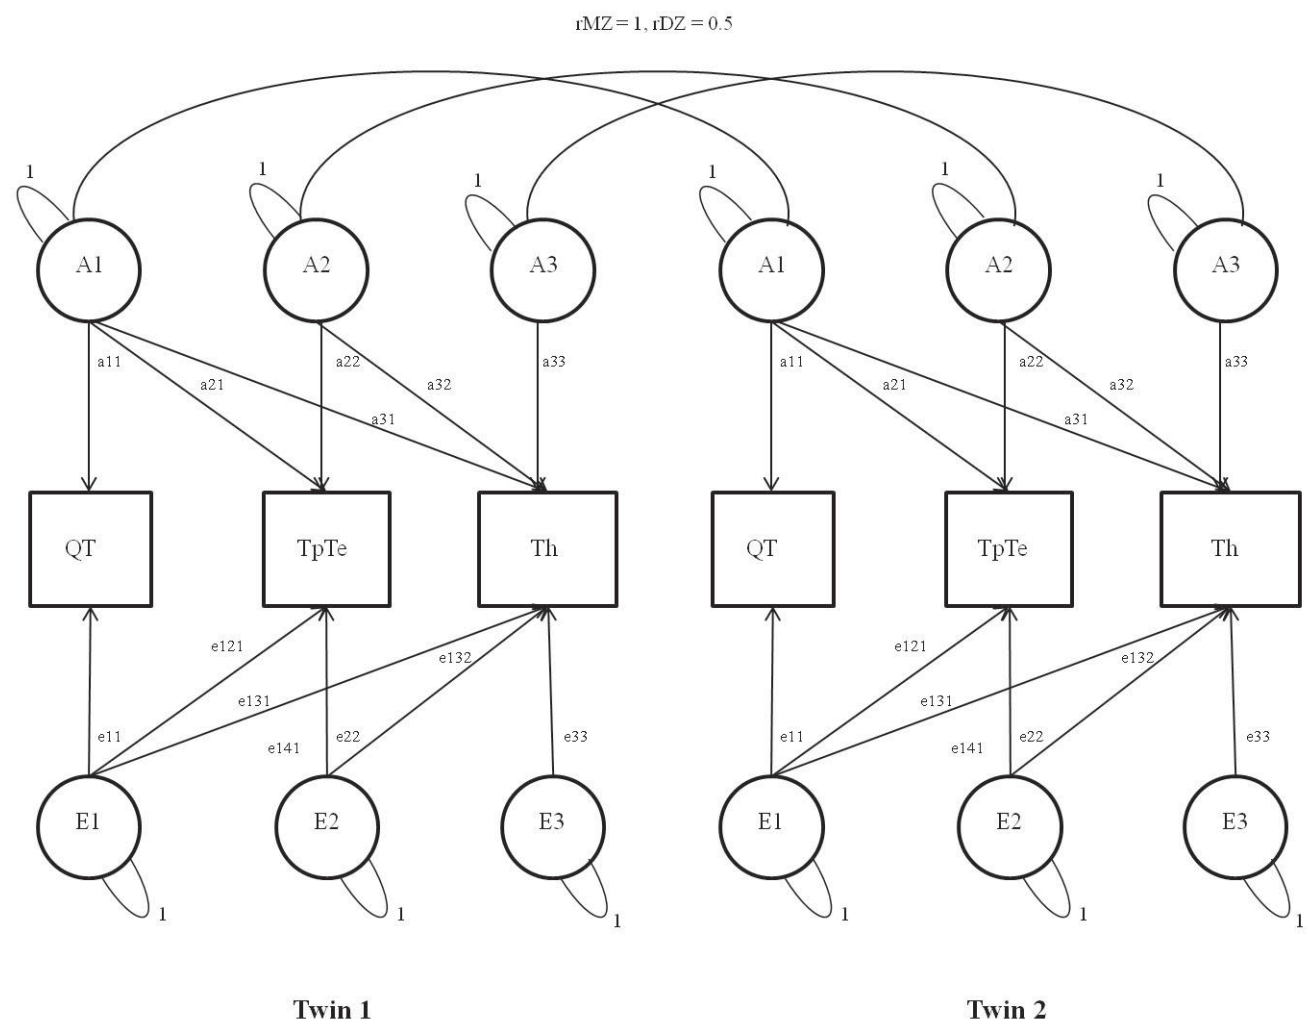 rMZ = 1, rDZ = 0.5
1 1 1 1 1 1
A1 A2 A3 A1 A2 A3
a11 a22 a33 a11 a22 a33
a21 a32 a21 a32
a31 a31
QT TpTe Th QT TpTe Th
e121 e132 e121 e132
e131 e131
e11 e141 e22 e33 e11 e141 e22 e33
E1 E2 E3 E1 E2 E3
1 1 1 1 1 1
Twin 1 Twin 2